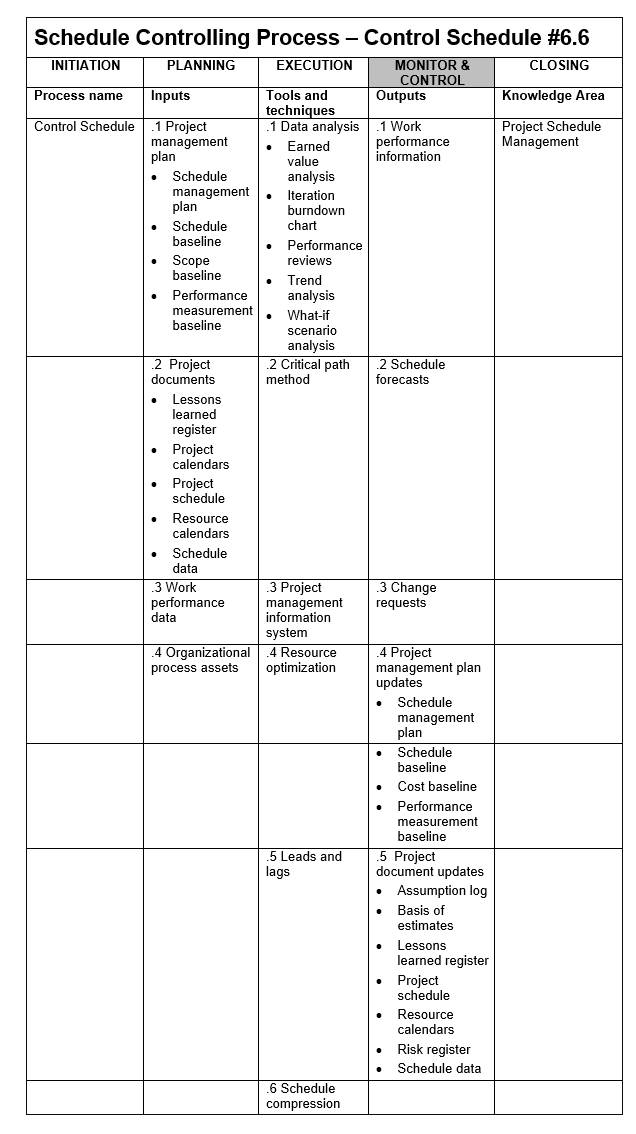 Schedule Controlling Process – Control Schedule #6.6
INITIATION
PLANNING
EXECUTION
MONITOR &
CONTROL
CLOSING
Process name
Inputs
Tools and
techniques
Outputs
Knowledge Area
Control Schedule
.1 Project
management
plan
• Schedule
management
plan
• Schedule
baseline
• Scope
baseline
• Performance
measurement
baseline
.1 Data analysis
• Earned
value
analysis
• Iteration
burndown
chart
• Performance
reviews
• Trend
analysis
• What-if
scenario
analysis
.1 Work
performance
information
Project Schedule
Management
.2 Project
documents
• Lessons
learned
register
• Project
calendars
• Project
schedule
• Resource
calendars
• Schedule
data
.2 Critical path
method
.2 Schedule
forecasts
.3 Work
performance
data
.3 Project
management
information
system
.3 Change
requests
.4 Organizational
process assets
.4 Resource
optimization
.4 Project
management plan
updates
• Schedule
management
plan
• Schedule
baseline
• Cost baseline
• Performance
measurement
baseline
.5 Leads and
lags
.5 Project
document updates
• Assumption log
• Basis of
estimates
• Lessons
learned register
• Project
schedule
• Resource
calendars
• Risk register
• Schedule data
.6 Schedule
compression